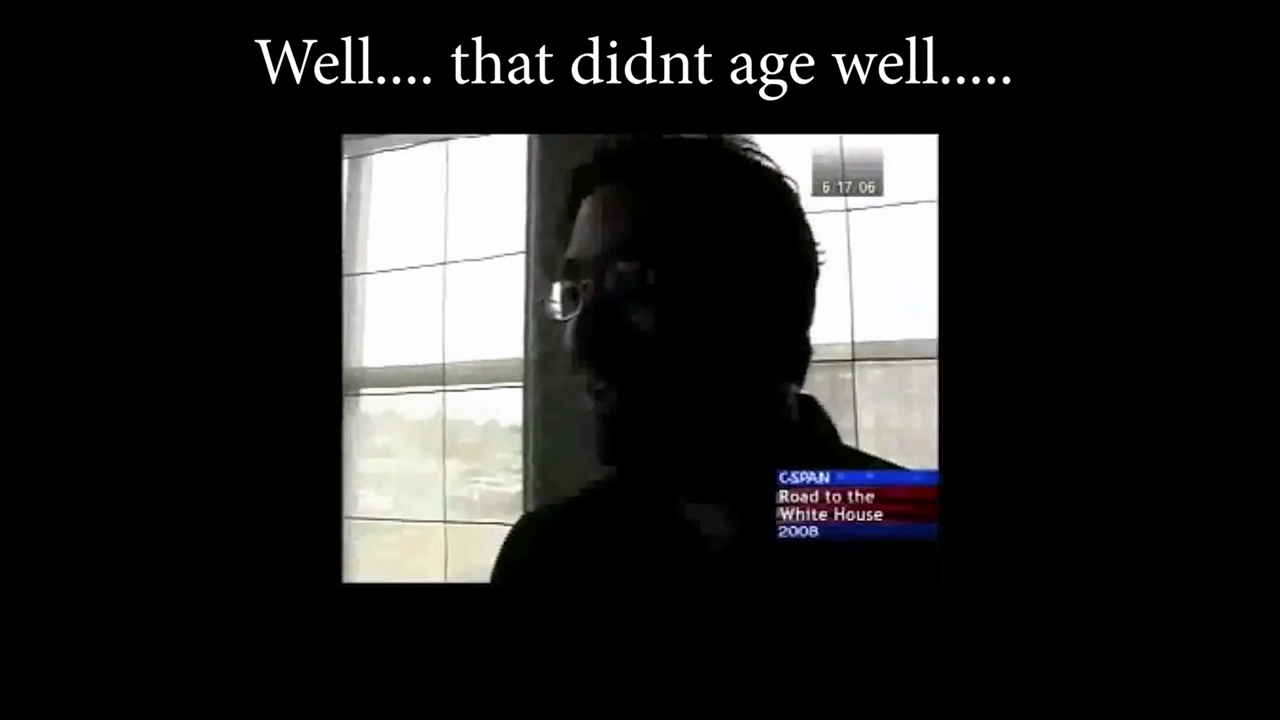 Well.... that didnt age well.....
6 17 06
C-SPAN
Road to the
White House
2008